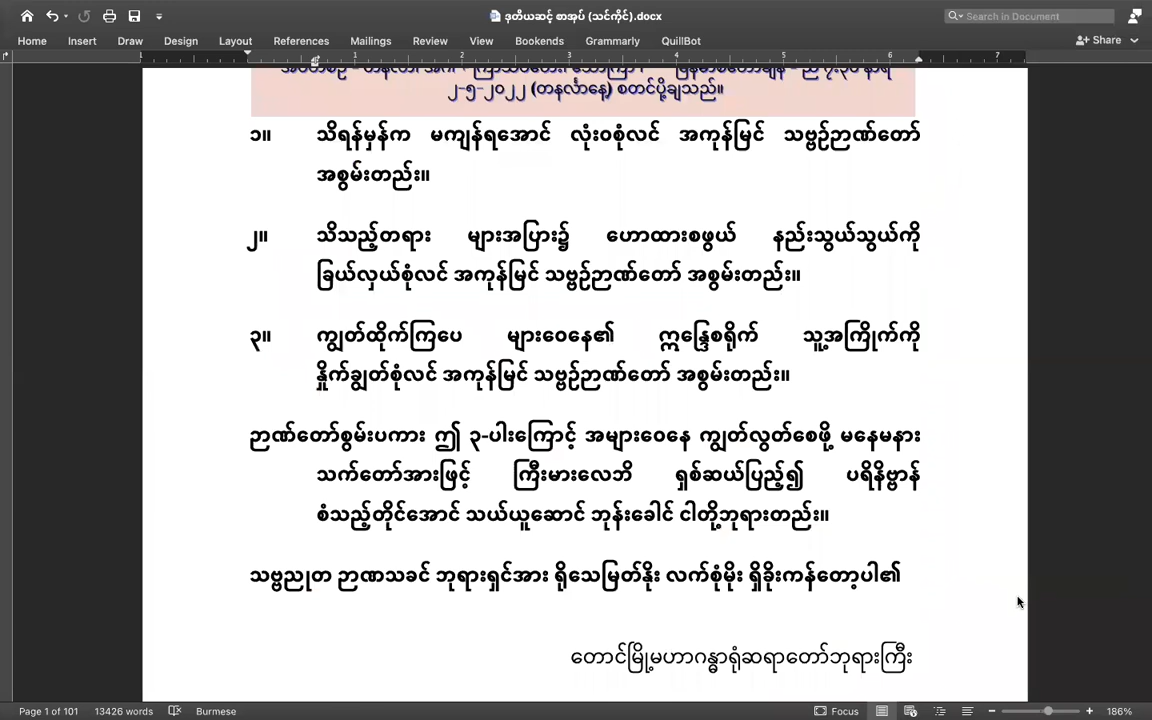 ဒုတိယဆင့် စာအုပ် (သင်ကိုင်).docx
Search in Document
Home Insert Draw Design Layout References Mailings Review View Bookends Grammarly QuillBot
Share
၂-၅-၂၀၂၂ (တနင်္လာနေ့) စတင်ပို့ချသည်။
၁။ သိရန်မှန်က မကျန်ရအောင် လုံးဝစုံလင် အကုန်မြင် သဗ္ဗဉ်ဉာဏ်တော်
အစွမ်းတည်း။
၂။ သိသည့်တရား များအပြား၌ ဟောထားစဖွယ် နည်းသွယ်သွယ်ကို
ခြယ်လှယ်စုံလင် အကုန်မြင် သဗ္ဗဉ်ဉာဏ်တော် အစွမ်းတည်း။
၃။ ကျွတ်ထိုက်ကြပေ များဝေနေ၏ ဣန္ဒြေစရိုက် သူ့အကြိုက်ကို
နှိုက်ချွတ်စုံလင် အကုန်မြင် သဗ္ဗဉ်ဉာဏ်တော် အစွမ်းတည်း။
ဉာဏ်တော်စွမ်းပကား ဤ ၃-ပါးကြောင့် အများဝေနေ ကျွတ်လွတ်စေဖို့ မနေမနား
သက်တော်အားဖြင့် ကြီးမားလေဘိ ရှစ်ဆယ်ပြည့်၍ ပရိနိဗ္ဗာန်
စံသည့်တိုင်အောင် သယ်ယူဆောင် ဘုန်းခေါင် ငါတို့ဘုရားတည်း။
သဗ္ဗညုတ ဉာဏသခင် ဘုရားရှင်အား ရိုသေမြတ်နိုး လက်စုံမိုး ရှိခိုးကန်တော့ပါ၏
တောင်မြို့မဟာဂန္ဓာရုံဆရာတော်ဘုရားကြီး
Page 1 of 101 13426 words Burmese Focus 186%